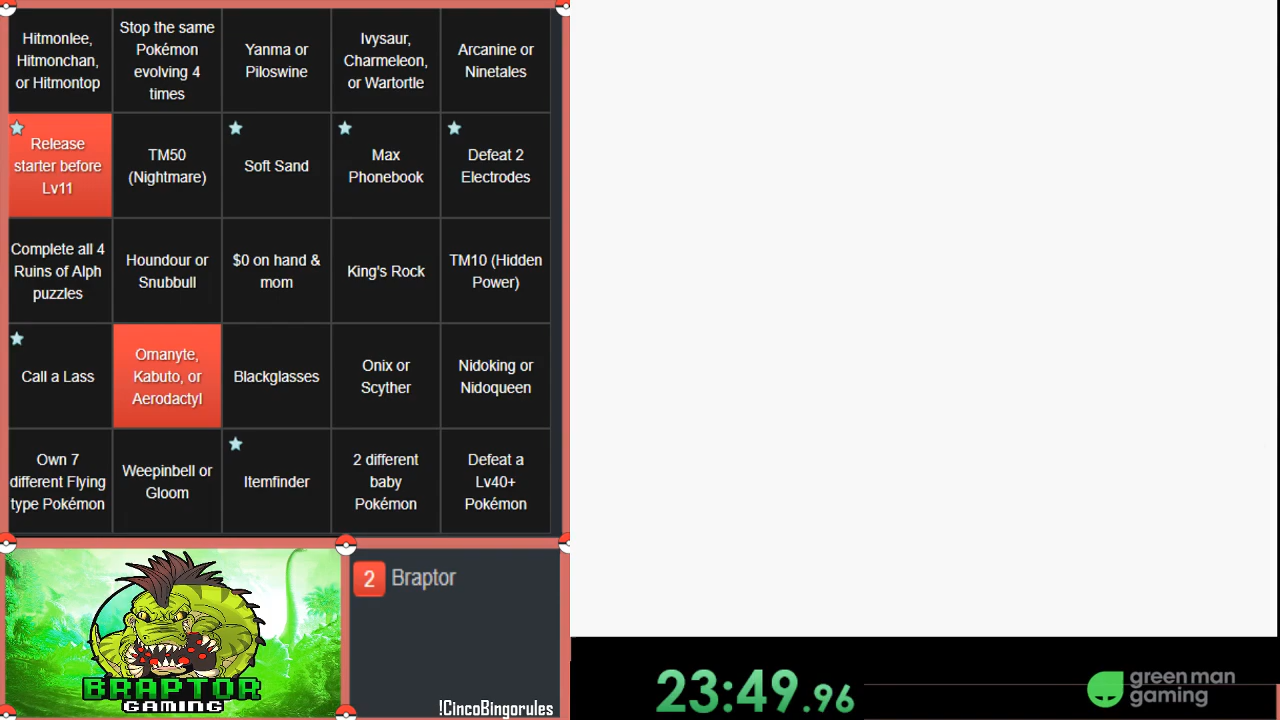 Hitmonlee,
Hitmonchan,
or Hitmontop
Stop the same
Pokémon
evolving 4
times
Yanma or
Piloswine
Ivysaur,
Charmeleon,
or Wartortle
Arcanine or
Ninetales
Release
starter before
Lv11
TM50
(Nightmare)
Soft Sand
Max
Phonebook
Defeat 2
Electrodes
Complete all 4
Ruins of Alph
puzzles
Houndour or
Snubbull
$0 on hand &
mom
King's Rock
TM10 (Hidden
Power)
Call a Lass
Omanyte,
Kabuto, or
Aerodactyl
Blackglasses
Onix or
Scyther
Nidoking or
Nidoqueen
Own 7
different Flying
type Pokémon
Weepinbell or
Gloom
Itemfinder
2 different
baby
Pokémon
Defeat a
Lv40+
Pokémon
BRAPTOR
GAMING
2 Braptor
!CincoBingorules
23:49.96
green man
gaming